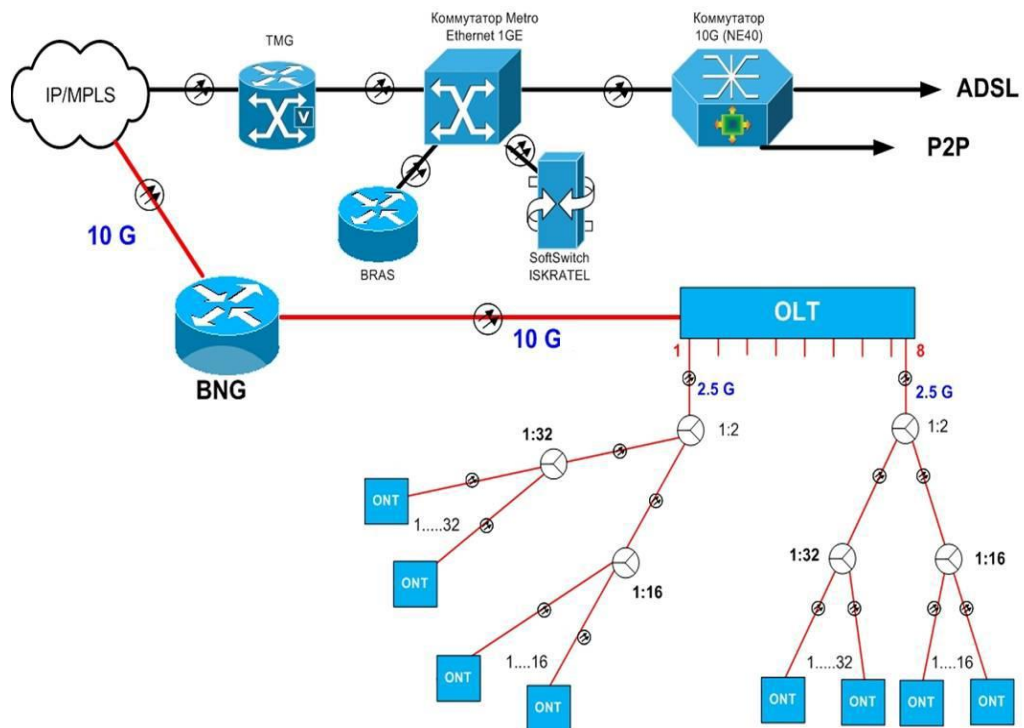 Коммутатор Metro
Ethernet 1GE
Коммутатор
10G (NE40)
TMG
IP/MPLS
V
ADSL
P2P
10 G
BRAS
SoftSwitch
ISKRATEL
OLT
10 G
BNG
1
8
2.5 G
2.5 G
1:2
1:2
1:32
ONT
1.....32
ONT
1:16
1:32
1:16
ONT
1....16
ONT
1.....32
1....16
ONT
ONT
ONT
ONT